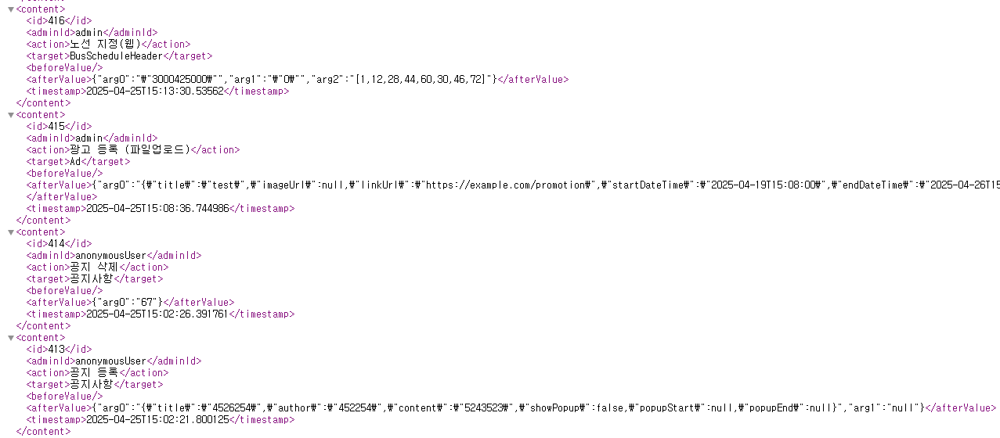 <content>
<id>416</id>
<adminId>admin</adminId>
<action>노선 지정(웹)</action>
<target>BusScheduleHeader</target>
<beforeValue/>
<afterValue>{"arg0":"₩"3000425000₩"","arg1":"₩"0₩"","arg2":"[1,12,28,44,60,30,46,72]"}</afterValue>
<timestamp>2025-04-25T15:13:30.53562</timestamp>
</content>
<content>
<id>415</id>
<adminId>admin</adminId>
<action>광고 등록 (파일업로드)</action>
<target>Ad</target>
<beforeValue/>
<afterValue>{"arg0":"{₩"title₩":₩"test₩",₩"imageUrl₩":null,₩"linkUrl₩":₩"https://example.com/promotion₩",₩"startDateTime₩":₩"2025-04-19T15:08:00₩",₩"endDateTime₩":₩"2025-04-26T15
</afterValue>
<timestamp>2025-04-25T15:08:36.744986</timestamp>
</content>
<content>
<id>414</id>
<adminId>anonymousUser</adminId>
<action>공지 삭제</action>
<target>공지사항</target>
<beforeValue/>
<afterValue>{"arg0":"67"}</afterValue>
<timestamp>2025-04-25T15:02:26.391761</timestamp>
</content>
<content>
<id>413</id>
<adminId>anonymousUser</adminId>
<action>공지 등록</action>
<target>공지사항</target>
<beforeValue/>
<afterValue>{"arg0":"{₩"title₩":₩"4526254₩",₩"author₩":₩"452254₩",₩"content₩":₩"5243523₩",₩"showPopup₩":false,₩"popupStart₩":null,₩"popupEnd₩":null}","arg1":"null"}</afterValue>
<timestamp>2025-04-25T15:02:21.800125</timestamp>
</content>